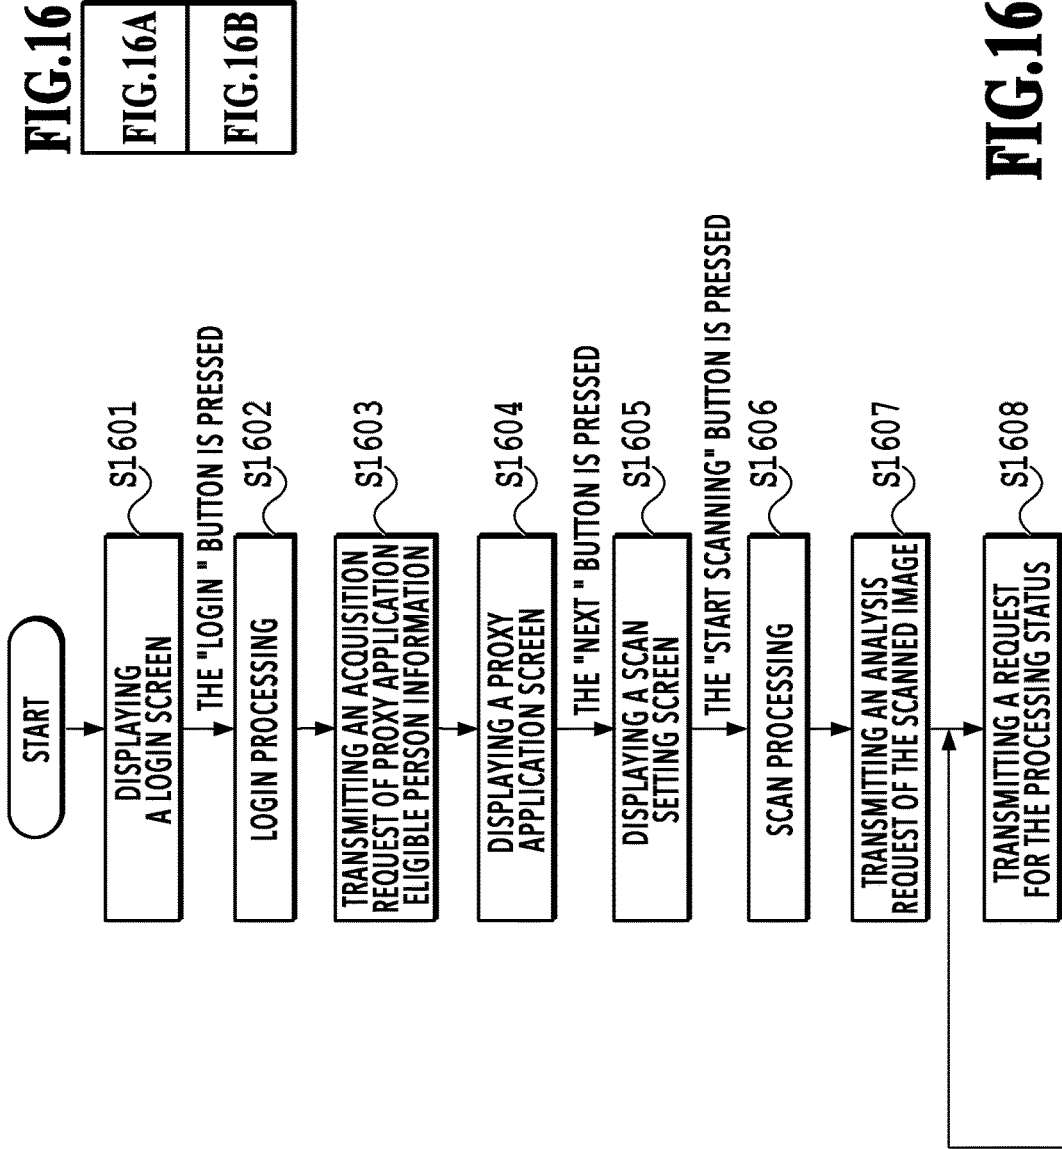 FIG.16
FIG.16A
FIG.16B
START
DISPLAYING
A LOGIN SCREEN
S1601
THE "LOGIN " BUTTON IS PRESSED
LOGIN PROCESSING
S1602
TRANSMITTING AN ACQUISITION
REQUEST OF PROXY APPLICATION
ELIGIBLE PERSON INFORMATION
S1603
DISPLAYING A PROXY
APPLICATION SCREEN
S1604
THE "NEXT " BUTTON IS PRESSED
DISPLAYING A SCAN
SETTING SCREEN
S1605
THE "START SCANNING" BUTTON IS PRESSED
SCAN PROCESSING
S1606
TRANSMITTING AN ANALYSIS
REQUEST OF THE SCANNED IMAGE
S1607
TRANSMITTING A REQUEST
FOR THE PROCESSING STATUS
S1608
FIG.16